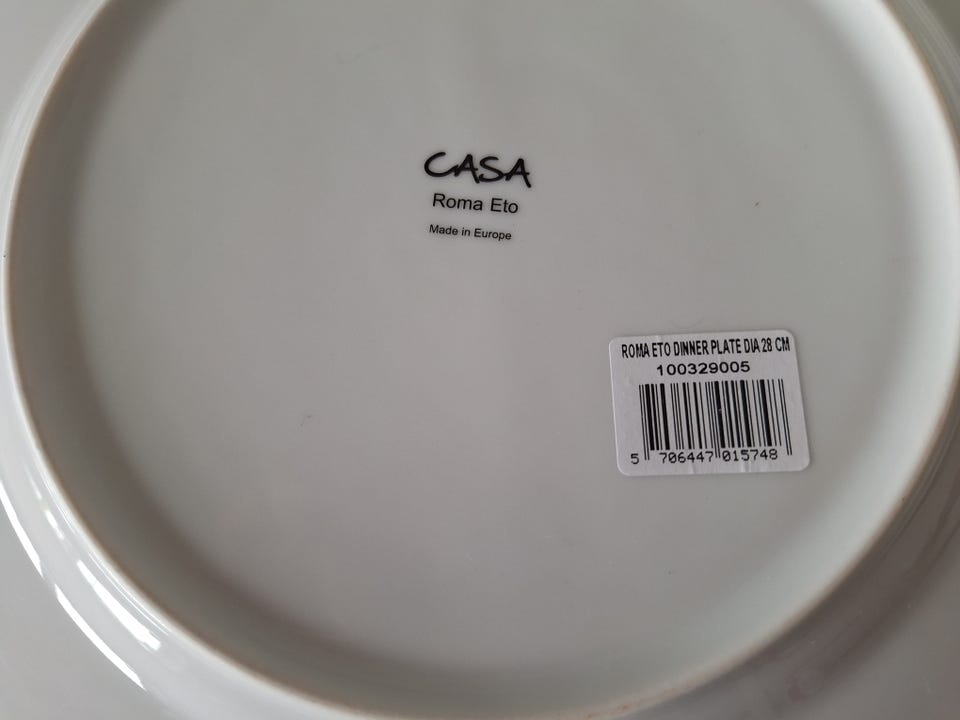 CASA
Roma Eto
Made in Europe
ROMA ETO DINNER PLATE DIA 28 CM
100329005
5 706447 015748